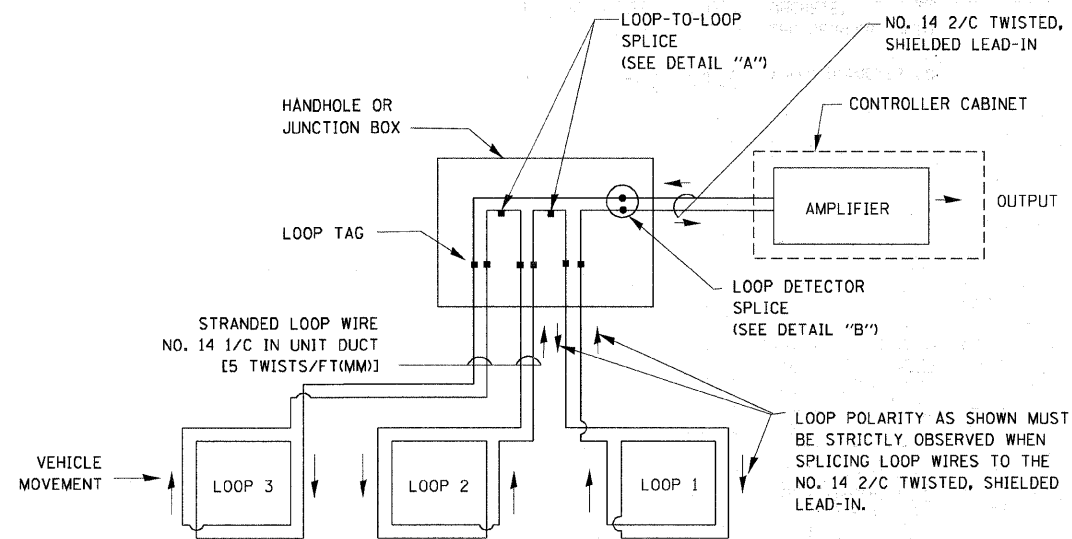 LOOP-TO-LOOP
SPLICE
(SEE DETAIL "A")
NO. 14 2/C TWISTED,
SHIELDED LEAD-IN
HANDHOLE OR
JUNCTION BOX
CONTROLLER CABINET
AMPLIFIER
OUTPUT
LOOP TAG
LOOP DETECTOR
SPLICE
(SEE DETAIL "B")
STRANDED LOOP WIRE
NO. 14 1/C IN UNIT DUCT
[5 TWISTS/FT(MM)]
LOOP POLARITY AS SHOWN MUST
BE STRICTLY OBSERVED WHEN
SPLICING LOOP WIRES TO THE
NO. 14 2/C TWISTED, SHIELDED
LEAD-IN.
VEHICLE
MOVEMENT
LOOP 3
LOOP 2
LOOP 1